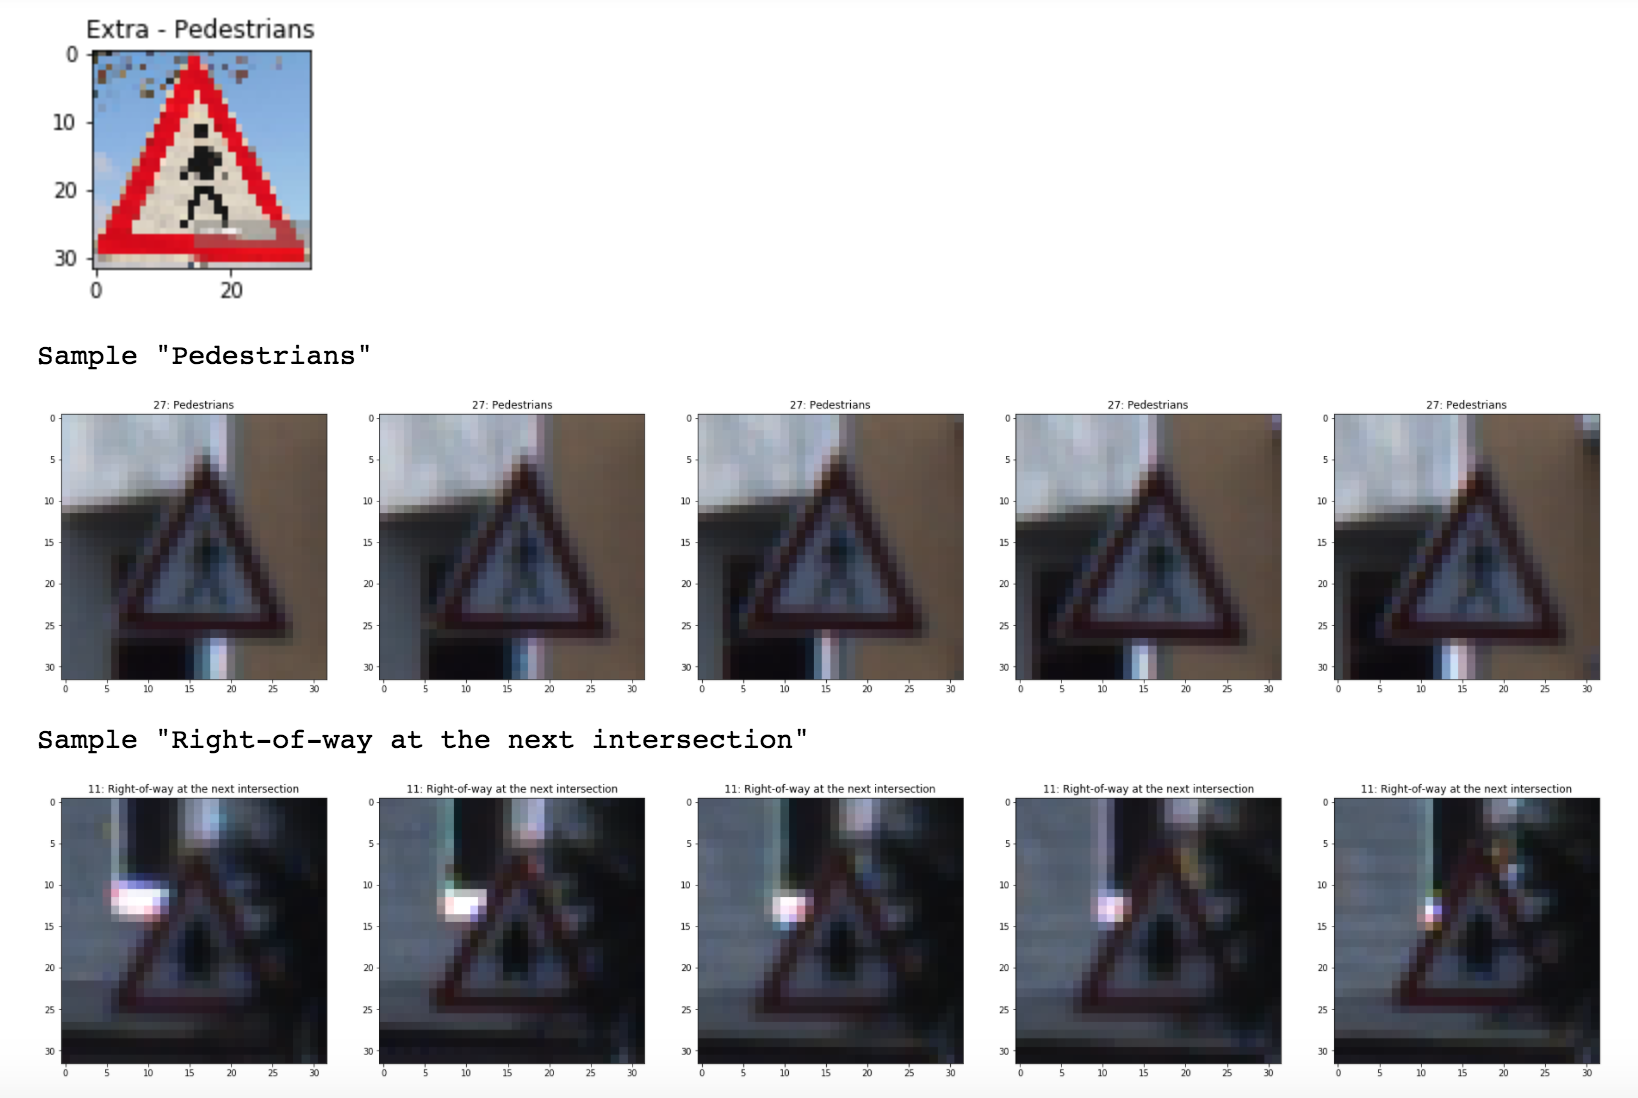 Extra - Pedestrians
0
10
20
30
0 20
Sample "Pedestrians"
27: Pedestrians 27: Pedestrians 27: Pedestrians 27: Pedestrians 27: Pedestrians
0 0 0 0 0
5 5 5 5 5
10 10 10 10 10
15 15 15 15 15
20 20 20 20 20
25 25 25 25 25
30 30 30 30 30
0 5 10 15 20 25 30 0 5 10 15 20 25 30 0 5 10 15 20 25 30 0 5 10 15 20 25 30 0 5 10 15 20 25 30
Sample "Right-of-way at the next intersection"
11: Right-of-way at the next intersection 11: Right-of-way at the next intersection 11: Right-of-way at the next intersection 11: Right-of-way at the next intersection 11: Right-of-way at the next intersection
0 0 0 0 0
5 5 5 5 5
10 10 10 10 10
15 15 15 15 15
20 20 20 20 20
25 25 25 25 25
30 30 30 30 30
0 5 10 15 20 25 30 0 5 10 15 20 25 30 0 5 10 15 20 25 30 0 5 10 15 20 25 30 0 5 10 15 20 25 30